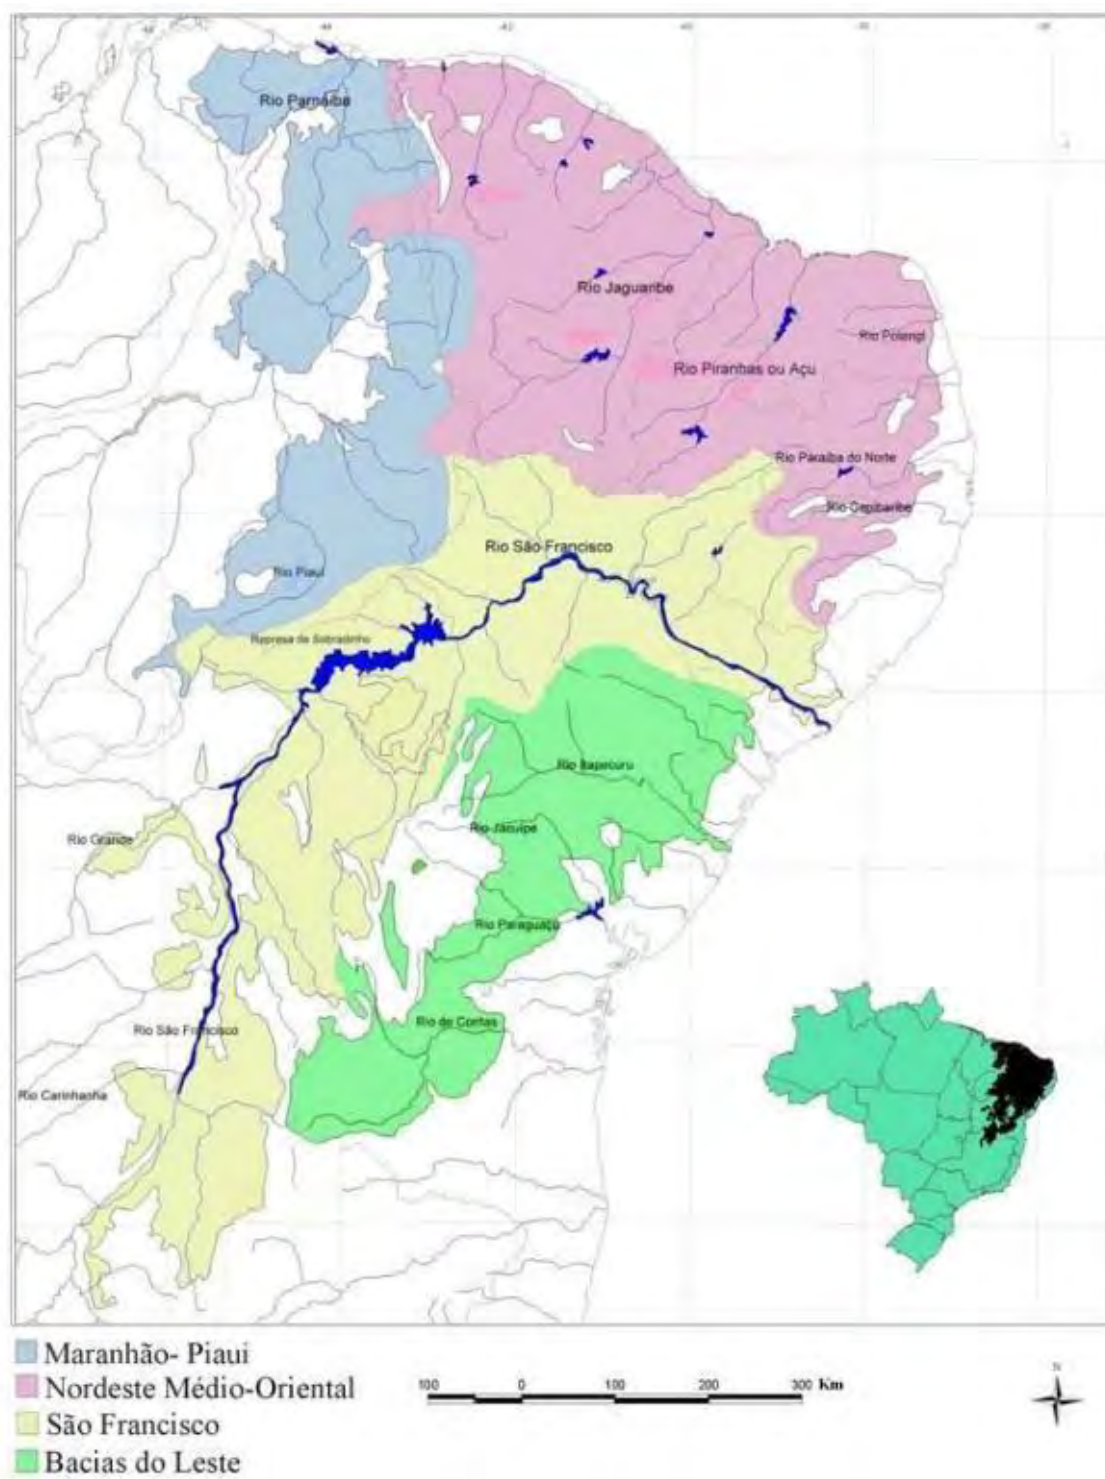 Rio Parnaíba
Rio Jaguaribe
Rio Potengi
Rio Piranhas ou Açu
Rio Paraíba do Norte
Rio Capibaribe
Rio São Francisco
Rio Piauí
Represa de Sobradinho
Rio Itapecuru
Rio Jacuípe
Rio Grande
Rio Paraguaçu
Rio de Contas
Rio São Francisco
Rio Carinhanha
Maranhão- Piaui
Nordeste Médio-Oriental
São Francisco
Bacias do Leste
100 0 100 200 300 Km
N